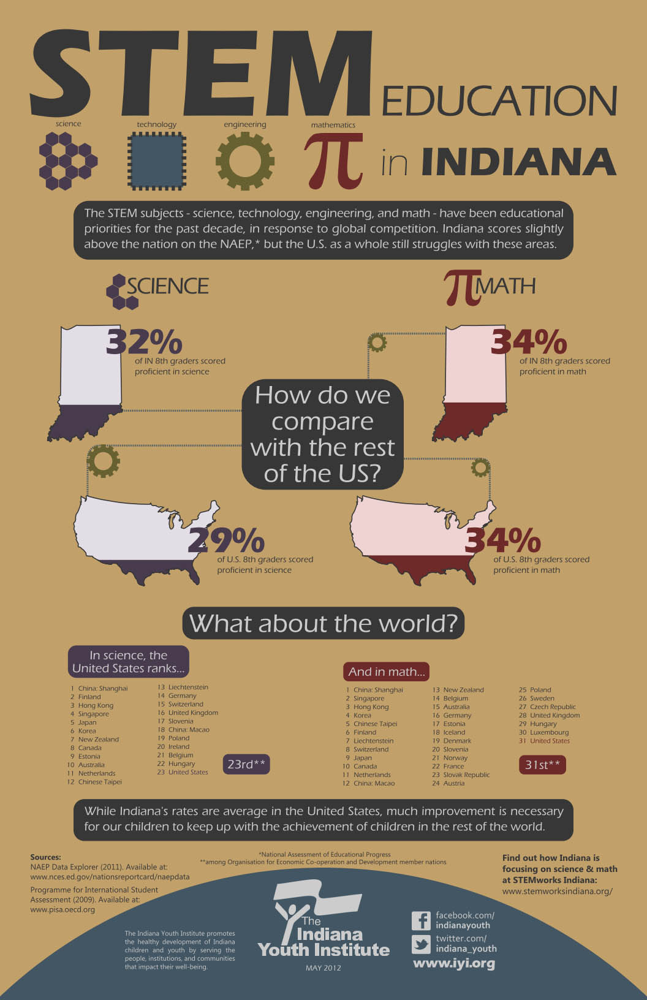 STEM EDUCATION
science
technology
engineering
mathematics
π
in INDIANA
The STEM subjects - science, technology, engineering, and math - have been educational
priorities for the past decade, in response to global competition. Indiana scores slightly
above the nation on the NAEP,* but the U.S. as a whole still struggles with these areas.
SCIENCE
πMATH
32%
of IN 8th graders scored
proficient in science
34%
of IN 8th graders scored
proficient in math
How do we
compare
with the rest
of the US?
29%
of U.S. 8th graders scored
proficient in science
34%
of U.S. 8th graders scored
proficient in math
What about the world?
In science, the
United States ranks...
1 China: Shanghai
2 Finland
3 Hong Kong
4 Singapore
5 Japan
6 Korea
7 New Zealand
8 Canada
9 Estonia
10 Australia
11 Netherlands
12 Chinese Taipei
13 Liechtenstein
14 Germany
15 Switzerland
16 United Kingdom
17 Slovenia
18 China: Macao
19 Poland
20 Ireland
21 Belgium
22 Hungary
23 United States
23rd**
And in math...
1 China: Shanghai
2 Singapore
3 Hong Kong
4 Korea
5 Chinese Taipei
6 Finland
7 Liechtenstein
8 Switzerland
9 Japan
10 Canada
11 Netherlands
12 China: Macao
13 New Zealand
14 Belgium
15 Australia
16 Germany
17 Estonia
18 Iceland
19 Denmark
20 Slovenia
21 Norway
22 France
23 Slovak Republic
24 Austria
25 Poland
26 Sweden
27 Czech Republic
28 United Kingdom
29 Hungary
30 Luxembourg
31 United States
31st**
While Indiana's rates are average in the United States, much improvement is necessary
for our children to keep up with the achievement of children in the rest of the world.
*National Assessment of Educational Progress
**among Organisation for Economic Co-operation and Development member nations
Sources:
NAEP Data Explorer (2011). Available at:
www.nces.ed.gov/nationsreportcard/naepdata
Programme for International Student
Assessment (2009). Available at:
www.pisa.oecd.org
Find out how Indiana is
focusing on science & math
at STEMworks Indiana:
www.stemworksindiana.org/
The Indiana Youth Institute promotes
the healthy development of Indiana
children and youth by serving the
people, institutions, and communities
that impact their well-being.
The
Indiana
Youth Institute
MAY 2012
facebook.com/
indianayouth
twitter.com/
indiana_youth
www.iyi.org